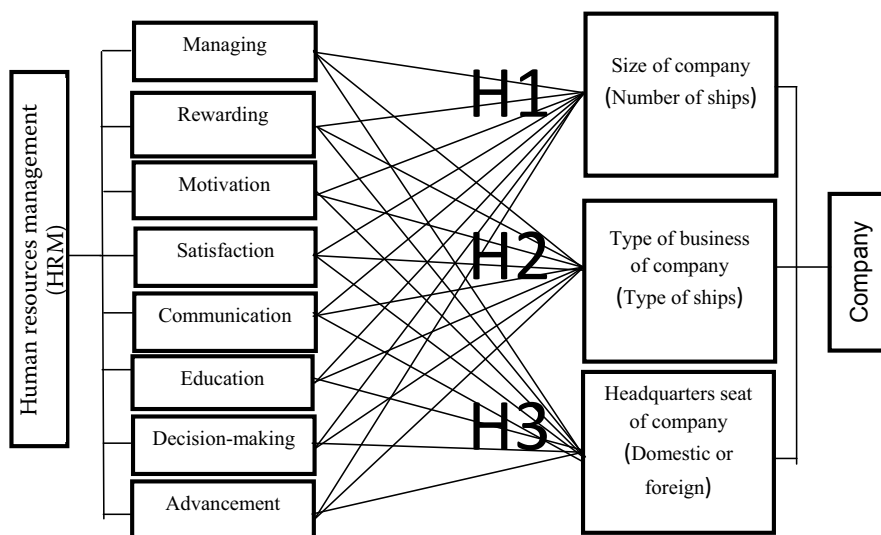 Human resources management
(HRM)
Managing
Rewarding
Motivation
Satisfaction
Communication
Education
Decision-making
Advancement
H1
H2
H3
Size of company
(Number of ships)
Type of business
of company
(Type of ships)
Headquarters seat
of company
(Domestic or
foreign)
Company